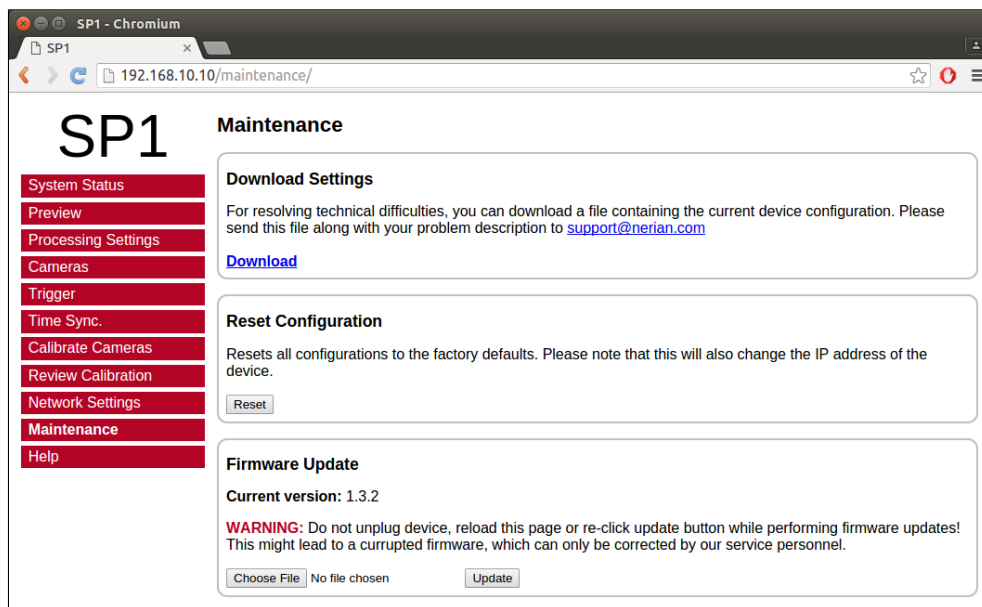 SP1 - Chromium
SP1
192.168.10.10/maintenance/
SP1
System Status
Preview
Processing Settings
Cameras
Trigger
Time Sync.
Calibrate Cameras
Review Calibration
Network Settings
Maintenance
Help
Maintenance
Download Settings
For resolving technical difficulties, you can download a file containing the current device configuration. Please
send this file along with your problem description to support@nerian.com
Download
Reset Configuration
Resets all configurations to the factory defaults. Please note that this will also change the IP address of the
device.
Reset
Firmware Update
Current version: 1.3.2
WARNING: Do not unplug device, reload this page or re-click update button while performing firmware updates!
This might lead to a currupted firmware, which can only be corrected by our service personnel.
Choose File No file chosen Update